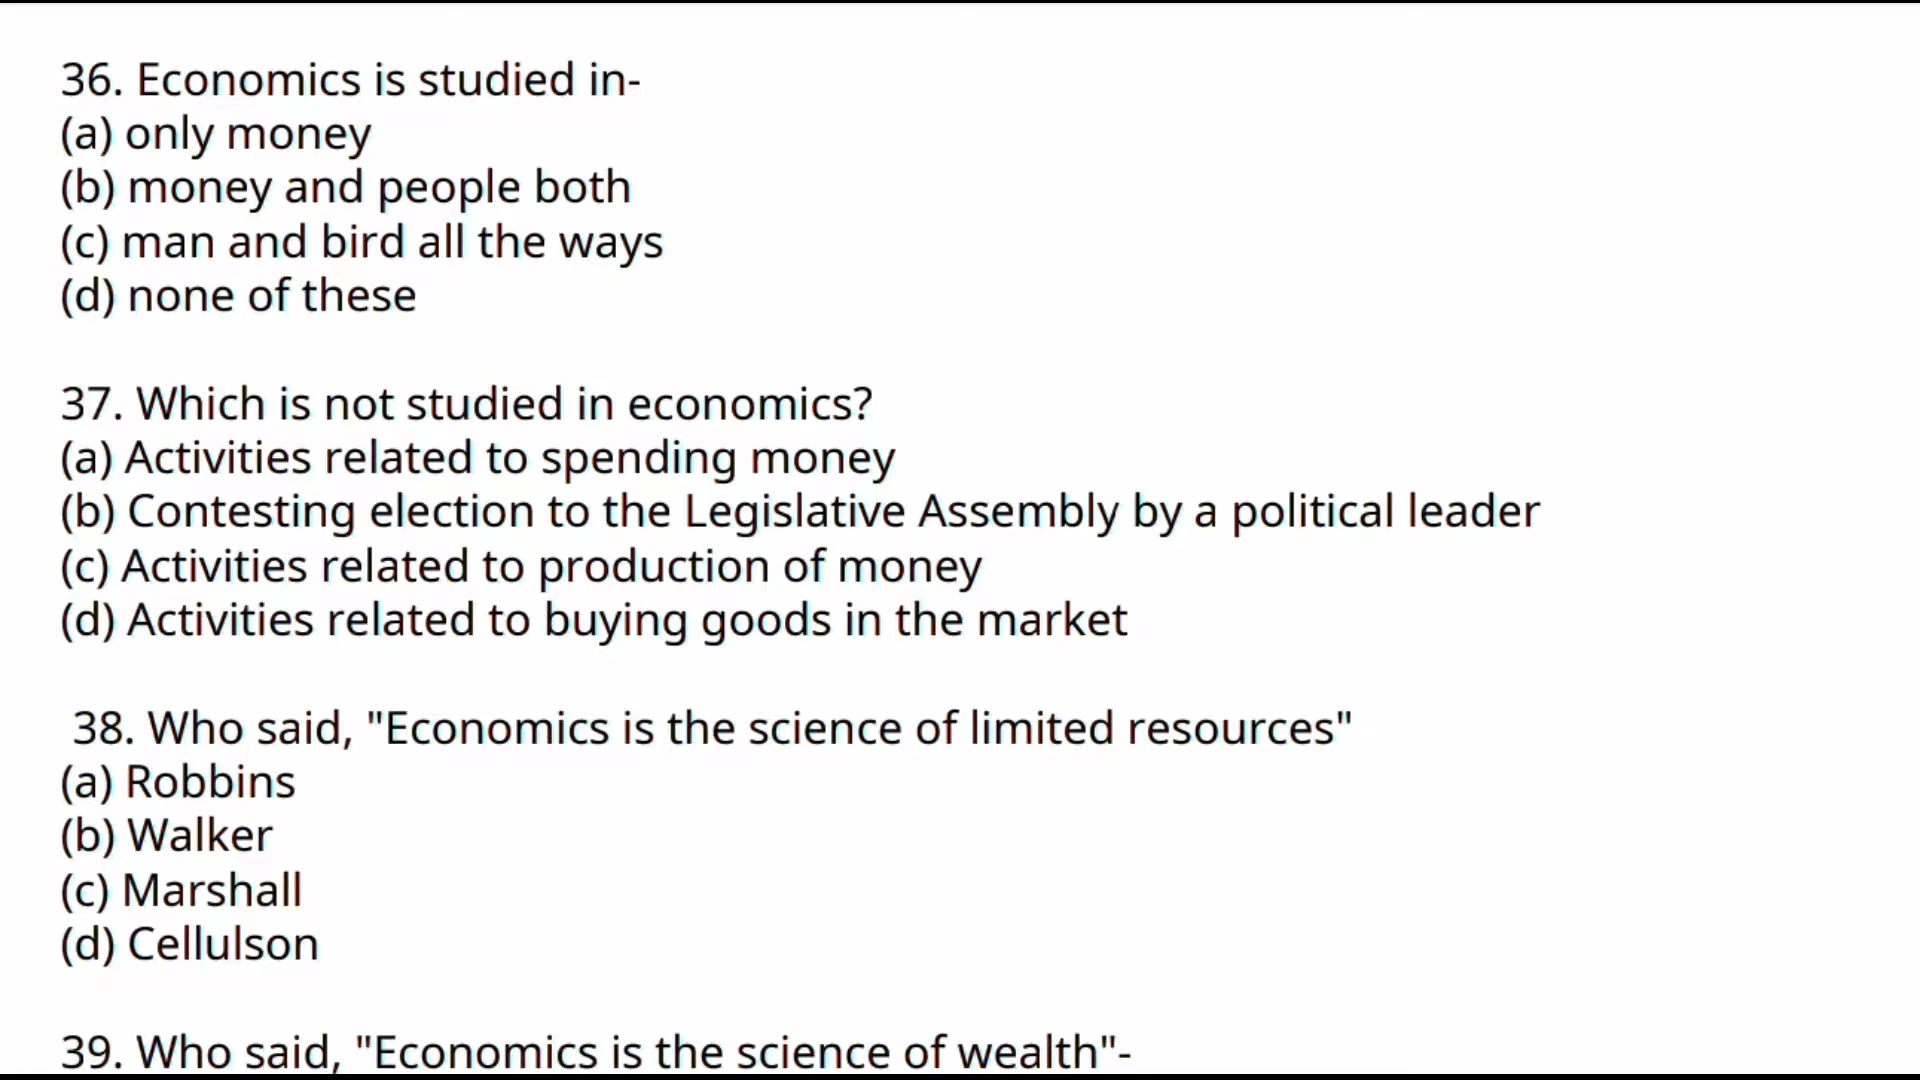 36. Economics is studied in-
(a) only money
(b) money and people both
(c) man and bird all the ways
(d) none of these
37. Which is not studied in economics?
(a) Activities related to spending money
(b) Contesting election to the Legislative Assembly by a political leader
(c) Activities related to production of money
(d) Activities related to buying goods in the market
38. Who said, "Economics is the science of limited resources"
(a) Robbins
(b) Walker
(c) Marshall
(d) Cellulson
39. Who said, "Economics is the science of wealth"-